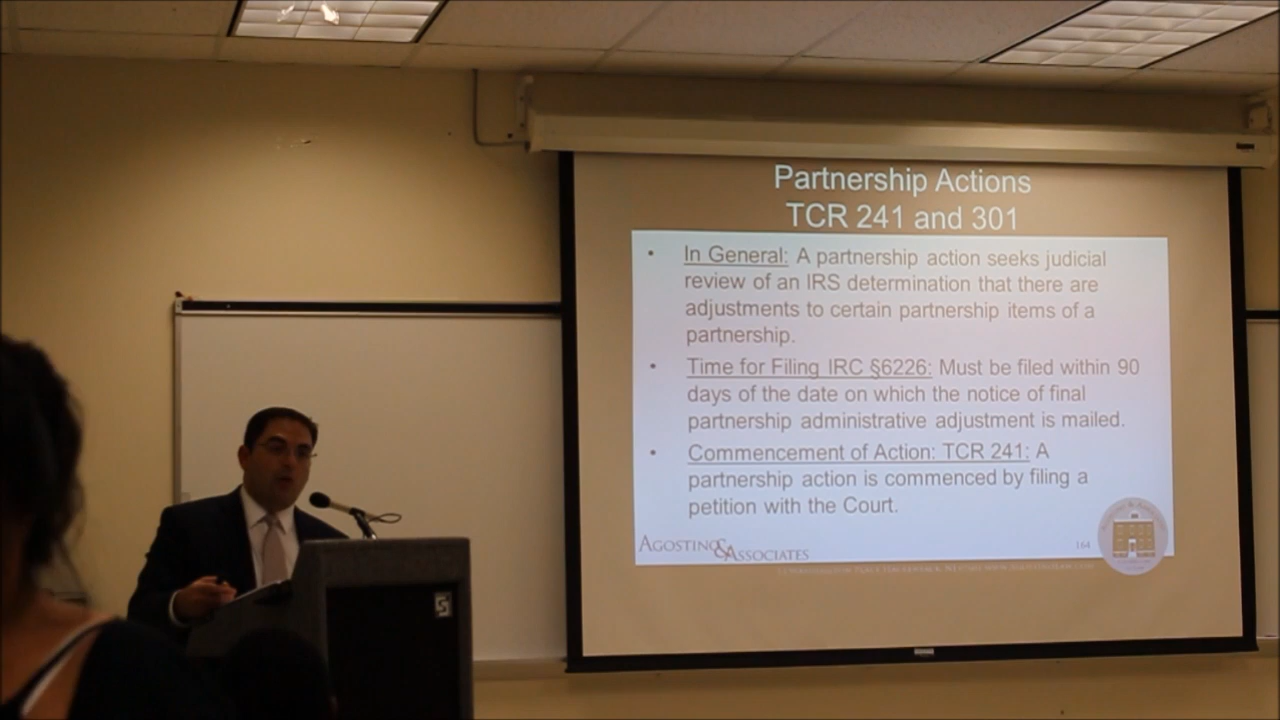 Partnership Actions
TCR 241 and 301
• In General: A partnership action seeks judicial
review of an IRS determination that there are
adjustments to certain partnership items of a
partnership.
• Time for Filing IRC §6226: Must be filed within 90
days of the date on which the notice of final
partnership administrative adjustment is mailed.
• Commencement of Action: TCR 241: A
partnership action is commenced by filing a
petition with the Court.
AGOSTINO & ASSOCIATES
164
S